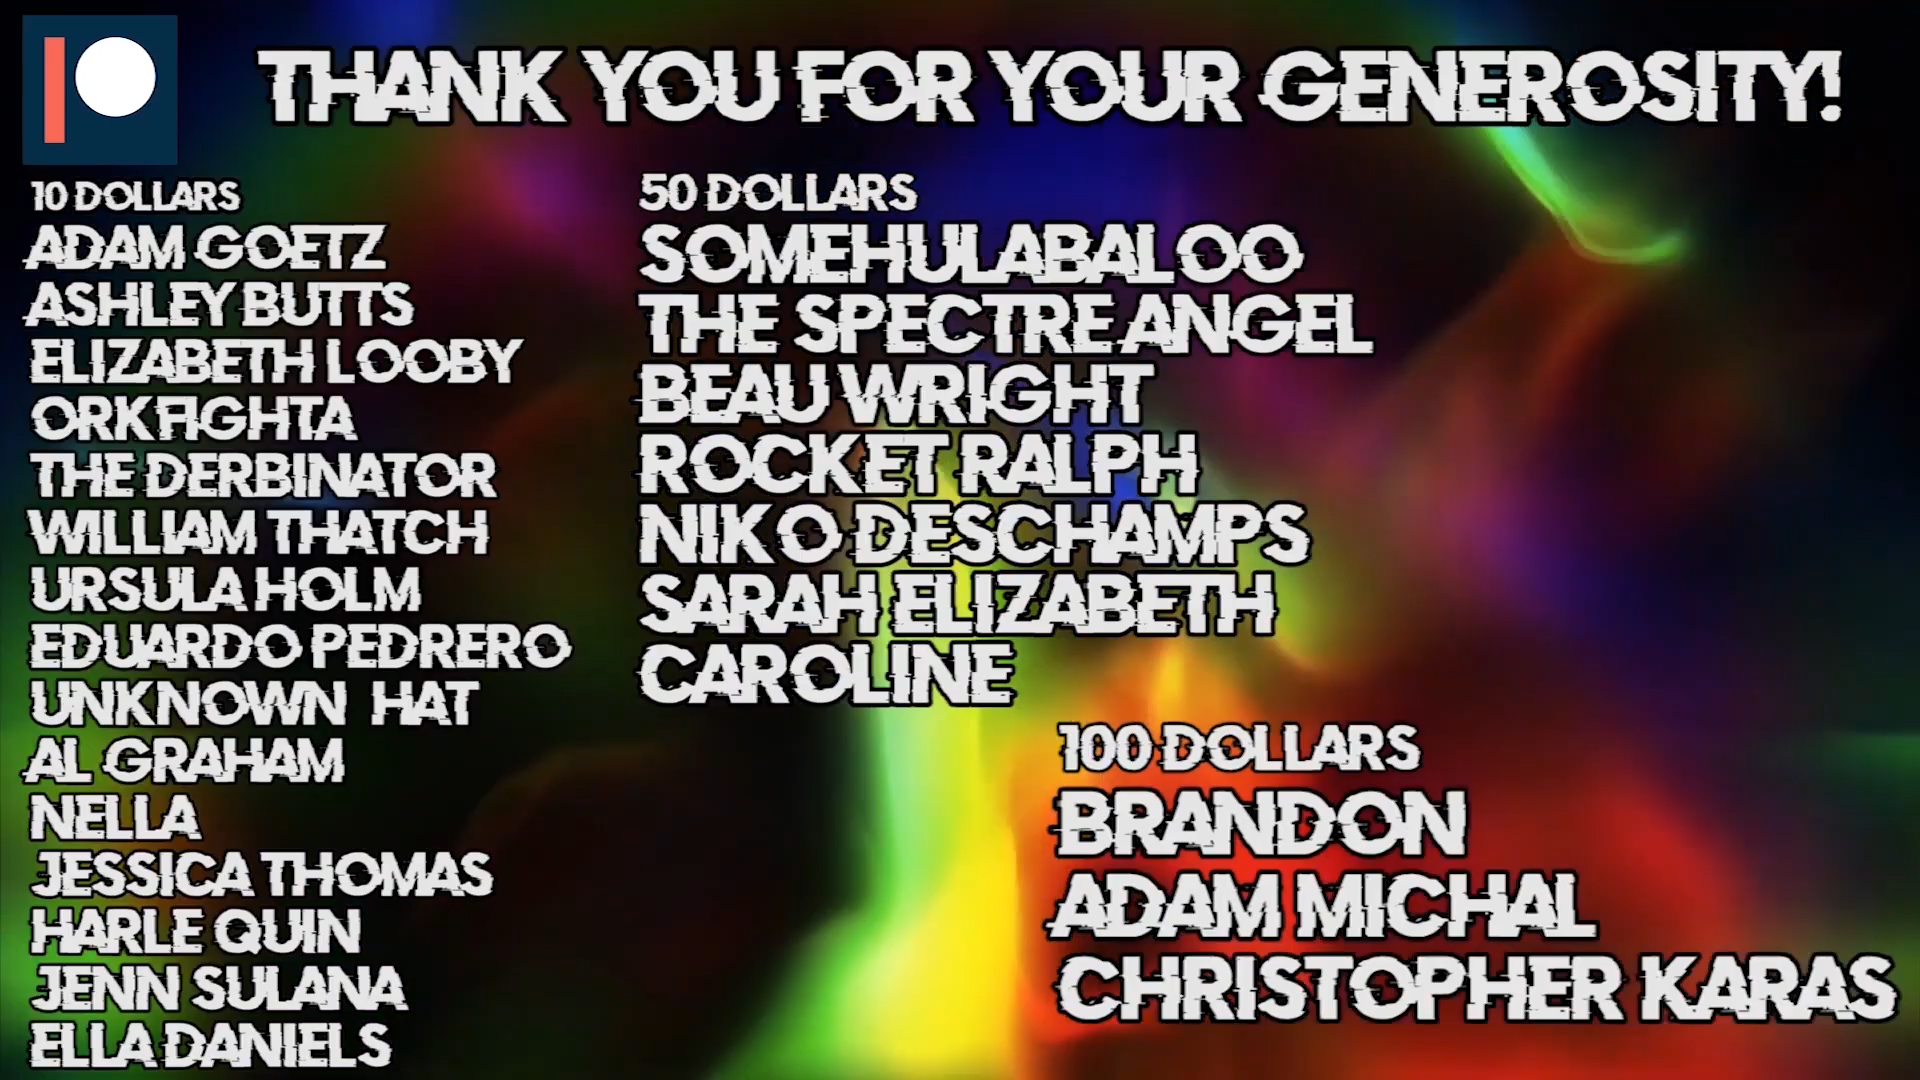 THANK YOU FOR YOUR GENEROSITY!
10 DOLLARS
ADAM GOETZ
ASHLEY BUTTS
ELIZABETH LOOBY
ORKFIGHTA
THE DERBINATOR
WILLIAM THATCH
URSULA HOLM
EDUARDO PEDRERO
UNKNOWN HAT
AL GRAHAM
NELLA
JESSICA THOMAS
HARLE QUIN
JENN SULANA
ELLA DANIELS
50 DOLLARS
SOMEHULABALOO
THE SPECTRE ANGEL
BEAU WRIGHT
ROCKET RALPH
NIKO DESCHAMPS
SARAH ELIZABETH
CAROLINE
100 DOLLARS
BRANDON
ADAM MICHAL
CHRISTOPHER KARAS